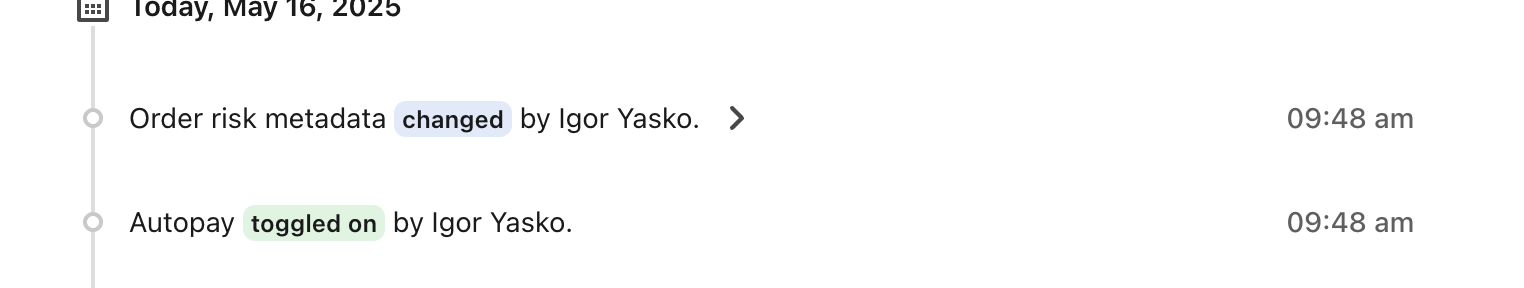 Today, May 16, 2025
Order risk metadata changed by Igor Yasko. 09:48 am
Autopay toggled on by Igor Yasko. 09:48 am